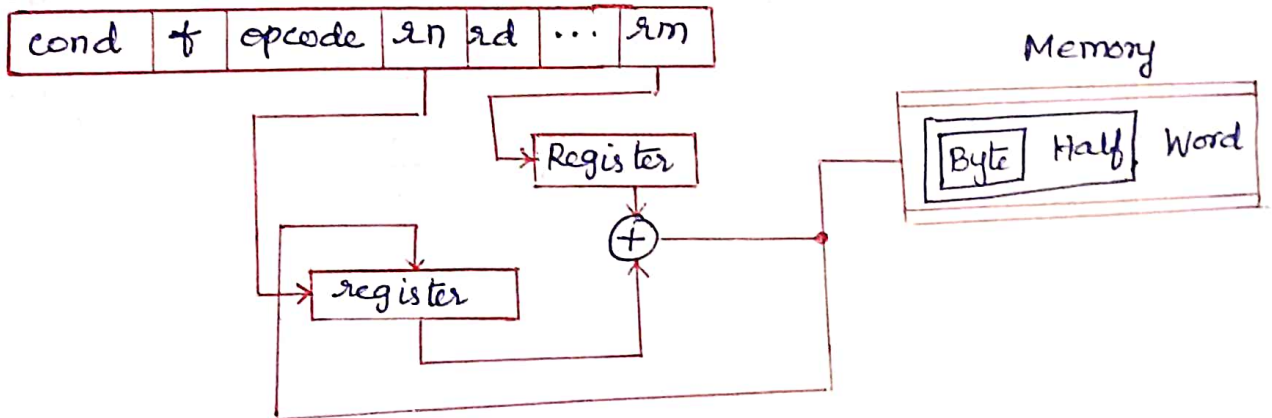 cond f opcode rn rd ... rm
Memory
Byte Half Word
Register
+
register